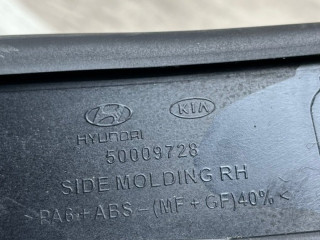 KIA
HYUNDAI
50009728
SIDE MOLDING RH
>PA6+ABS-(MF+GF)40%<